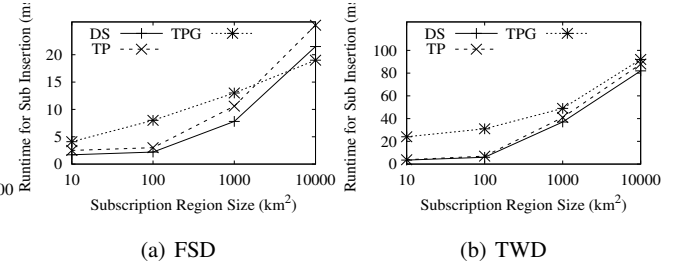 Runtime for Sub Insertion (m
DS TPG
TP
20
15
10
5
0
10 100 1000 10000
Subscription Region Size (km²)
(a) FSD
Runtime for Sub Insertion (m
DS TPG
TP
100
80
60
40
20
0
10 100 1000 10000
Subscription Region Size (km²)
(b) TWD
00